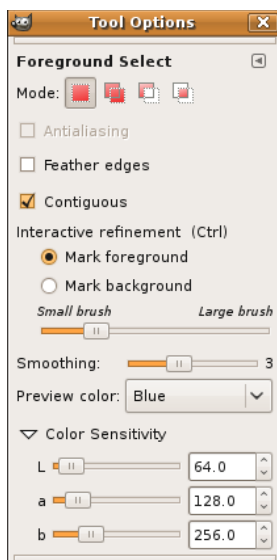 Tool Options
Foreground Select
Mode:
Antialiasing
Feather edges
Contiguous
Interactive refinement (Ctrl)
Mark foreground
Mark background
Small brush Large brush
Smoothing: 3
Preview color: Blue
Color Sensitivity
L 64.0
a 128.0
b 256.0